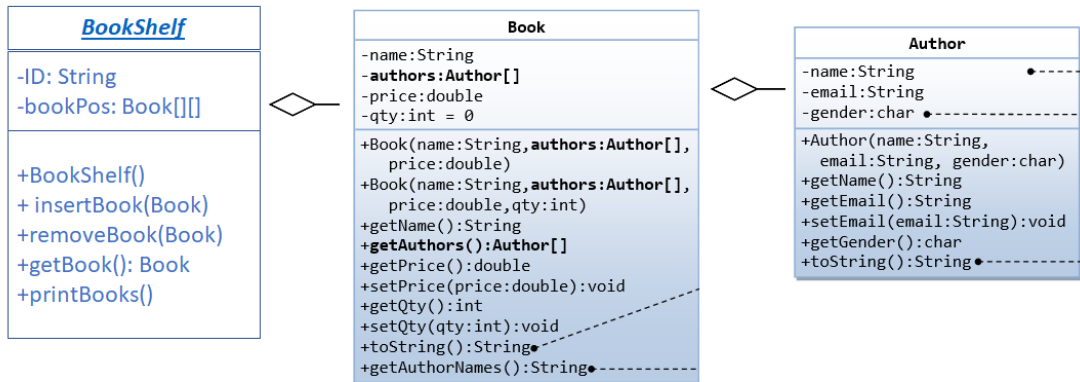 BookShelf
-ID: String
-bookPos: Book[][]
+BookShelf()
+ insertBook(Book)
+removeBook(Book)
+getBook(): Book
+printBooks()
Book
-name:String
-authors:Author[]
-price:double
-qty:int = 0
+Book(name:String,authors:Author[],
price:double)
+Book(name:String,authors:Author[],
price:double,qty:int)
+getName():String
+getAuthors():Author[]
+getPrice():double
+setPrice(price:double):void
+getQty():int
+setQty(qty:int):void
+toString():String
+getAuthorNames():String
Author
-name:String
-email:String
-gender:char
+Author(name:String,
email:String, gender:char)
+getName():String
+getEmail():String
+setEmail(email:String):void
+getGender():char
+toString():String